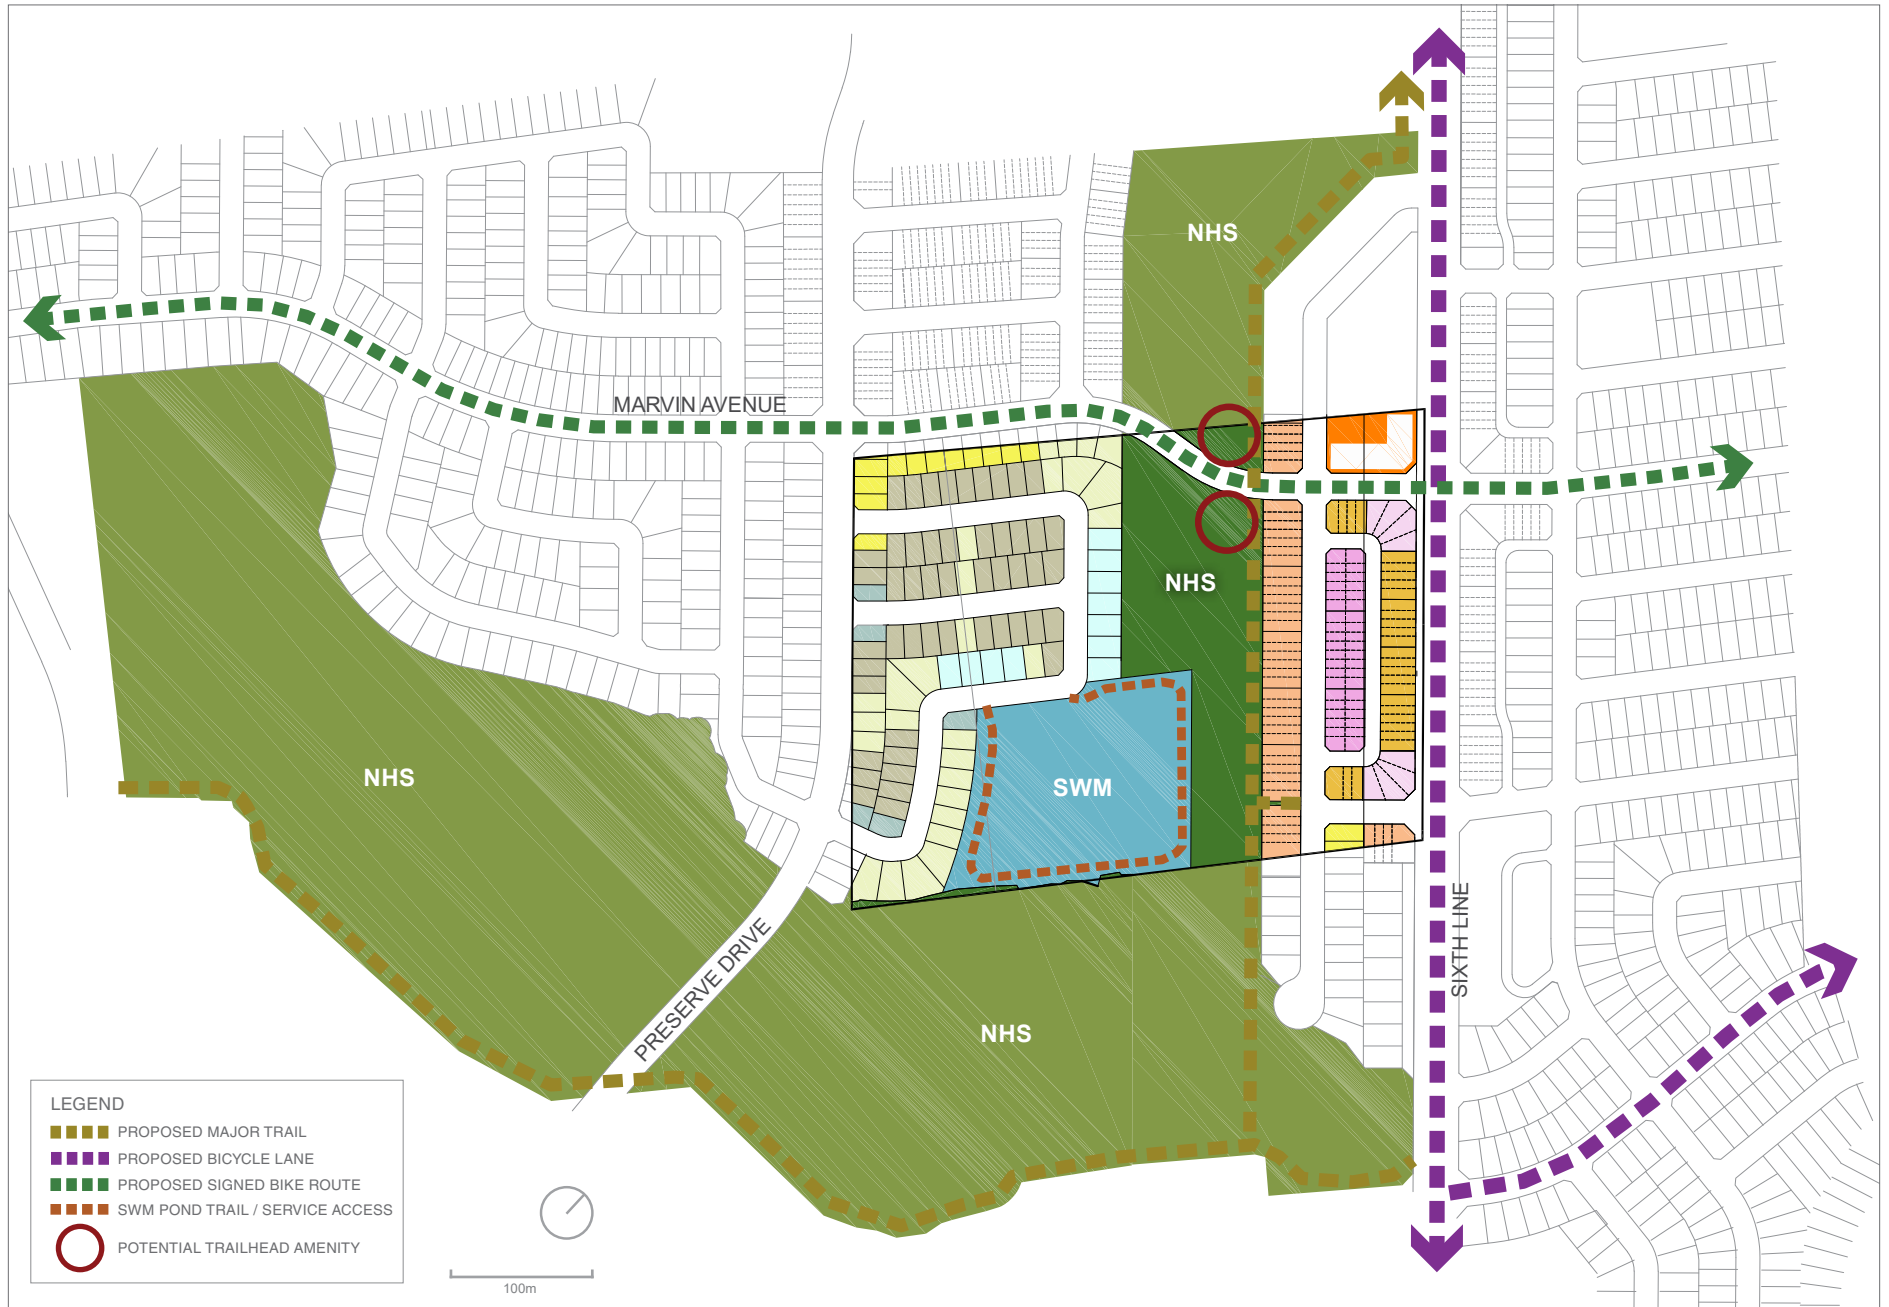 NHS
MARVIN AVENUE
NHS
NHS
SWM
PRESERVE DRIVE
SIXTH LINE
NHS
LEGEND
PROPOSED MAJOR TRAIL
PROPOSED BICYCLE LANE
PROPOSED SIGNED BIKE ROUTE
SWM POND TRAIL / SERVICE ACCESS
POTENTIAL TRAILHEAD AMENITY
100m